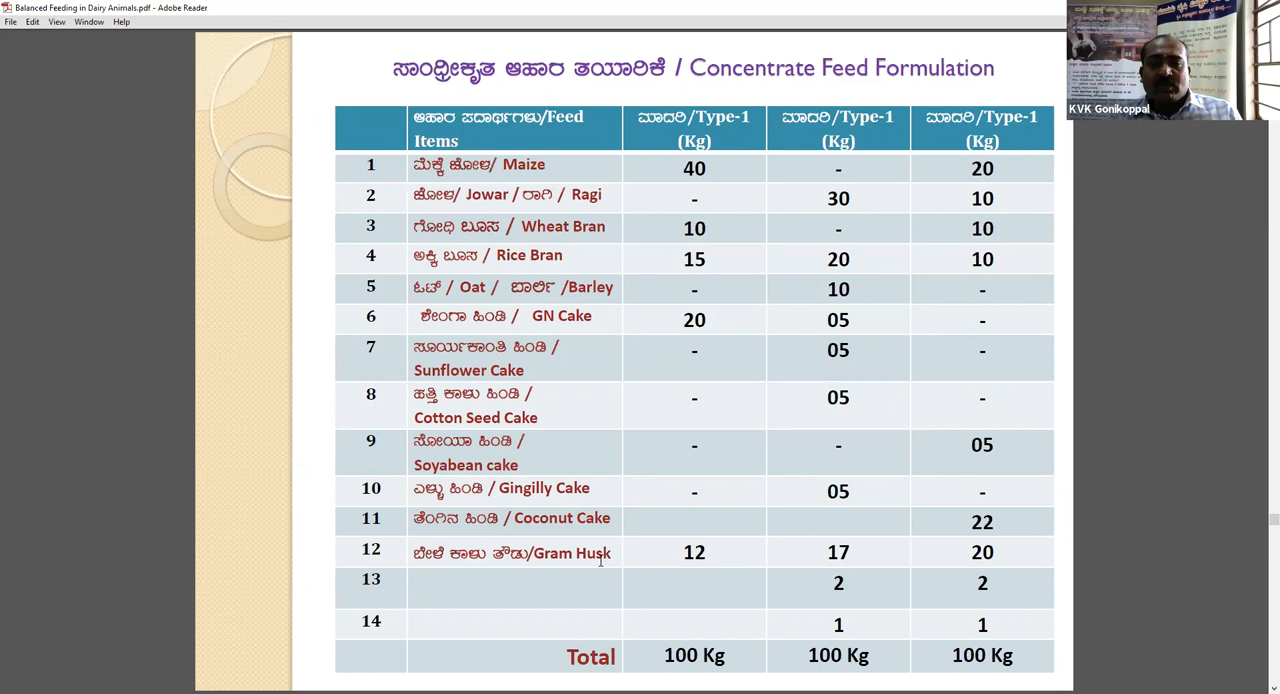 Balanced Feeding in Dairy Animals.pdf - Adobe Reader
File Edit View Window Help
KVK Gonikoppal
ಸಾಂಧ್ರೀಕೃತ ಆಹಾರ ತಯಾರಿಕೆ / Concentrate Feed Formulation
ಆಹಾರ ಪದಾರ್ಥಗಳು/Feed Items ಮಾದರಿ/Type-1 (Kg) ಮಾದರಿ/Type-1 (Kg) ಮಾದರಿ/Type-1 (Kg)
1 ಮೆಕ್ಕೆ ಜೋಳ/ Maize 40 - 20
2 ಜೋಳ/ Jowar / ರಾಗಿ / Ragi - 30 10
3 ಗೋಧಿ ಬೂಸ / Wheat Bran 10 - 10
4 ಅಕ್ಕಿ ಬೂಸ / Rice Bran 15 20 10
5 ಓಟ್ / Oat / ಬಾರ್ಲಿ /Barley - 10 -
6 ಶೇಂಗಾ ಹಿಂಡಿ / GN Cake 20 05 -
7 ಸೂರ್ಯಕಾಂತಿ ಹಿಂಡಿ / Sunflower Cake - 05 -
8 ಹತ್ತಿ ಕಾಳು ಹಿಂಡಿ / Cotton Seed Cake - 05 -
9 ಸೋಯಾ ಹಿಂಡಿ / Soyabean cake - - 05
10 ಎಳ್ಳು ಹಿಂಡಿ / Gingilly Cake - 05 -
11 ತೆಂಗಿನ ಹಿಂಡಿ / Coconut Cake 22
12 ಬೇಳೆ ಕಾಳು ತೌಡು/Gram Husk 12 17 20
13 2 2
14 1 1
Total 100 Kg 100 Kg 100 Kg